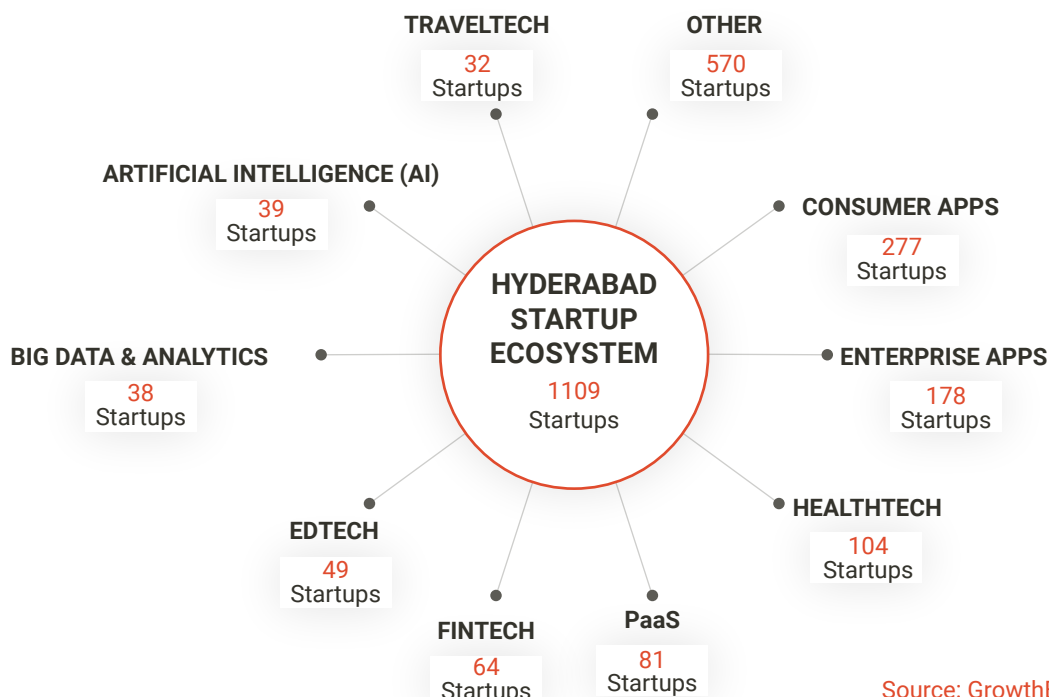 TRAVELTECH
32
Startups
OTHER
570
Startups
ARTIFICIAL INTELLIGENCE (AI)
39
Startups
CONSUMER APPS
277
Startups
HYDERABAD
STARTUP
ECOSYSTEM
1109
Startups
BIG DATA & ANALYTICS
38
Startups
ENTERPRISE APPS
178
Startups
EDTECH
49
Startups
HEALTHTECH
104
Startups
FINTECH
64
Startups
PaaS
81
Startups
Source: